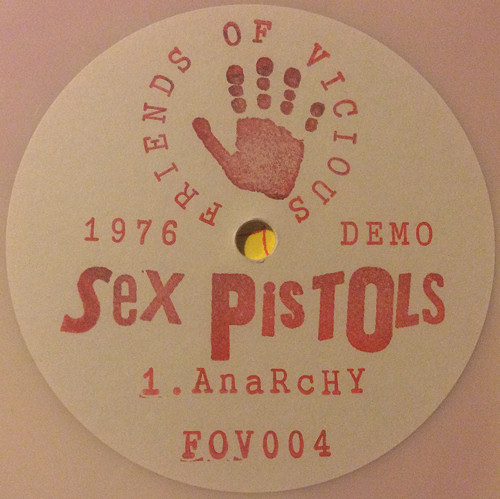 FRIENDS OF VICIOUS
1976 DEMO
SeX PiSTOLS
1. AnaRcHY
FOV004